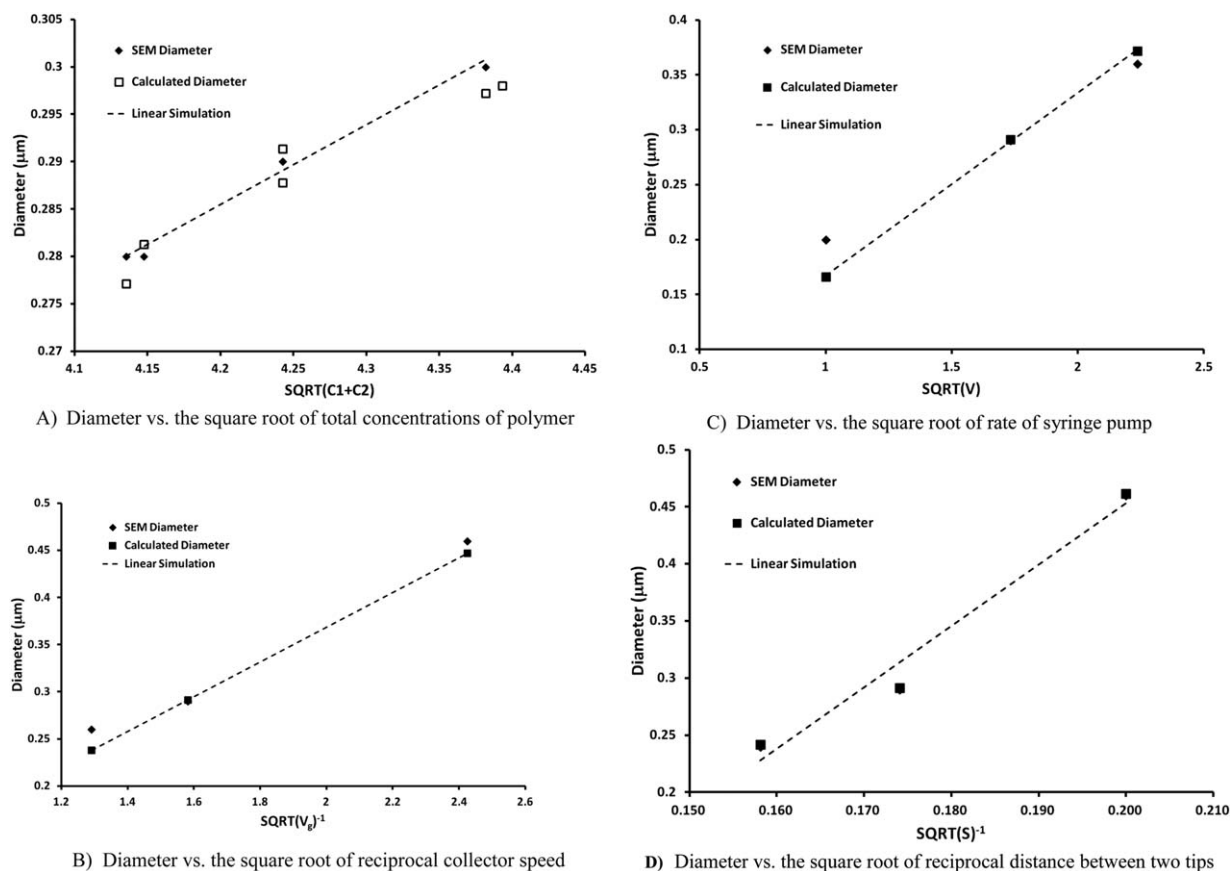 0.305
0.3
0.295
0.29
0.285
0.28
0.275
0.27
Diameter (μm)
SEM Diameter
Calculated Diameter
Linear Simulation
4.1 4.15 4.2 4.25 4.3 4.35 4.4 4.45
SQRT(C1+C2)
A) Diameter vs. the square root of total concentrations of polymer
0.4
0.35
0.3
0.25
0.2
0.15
0.1
Diameter (μm)
SEM Diameter
Calculated Diameter
Linear Simulation
0.5 1 1.5 2 2.5
SQRT(V)
C) Diameter vs. the square root of rate of syringe pump
0.5
0.45
0.4
0.35
0.3
0.25
0.2
Diameter (μm)
SEM Diameter
Calculated Diameter
Linear Simulation
1.2 1.4 1.6 1.8 2 2.2 2.4 2.6
SQRT(Vg)-1
B) Diameter vs. the square root of reciprocal collector speed
0.5
0.4
0.3
0.2
Diameter (μm)
SEM Diameter
Calculated Diameter
Linear Simulation
0.150 0.160 0.170 0.180 0.190 0.200 0.210
SQRT(S)-1
D) Diameter vs. the square root of reciprocal distance between two tips